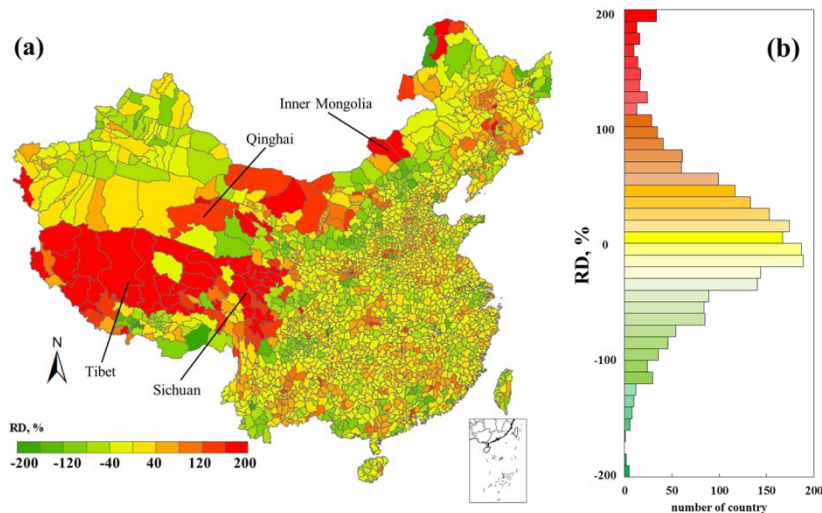 (a)
Inner Mongolia
Qinghai
N
Tibet
Sichuan
RD, %
-200 -120 -40 40 120 200
(b)
200
100
0
-100
-200
RD, %
0 50 100 150 200
number of country